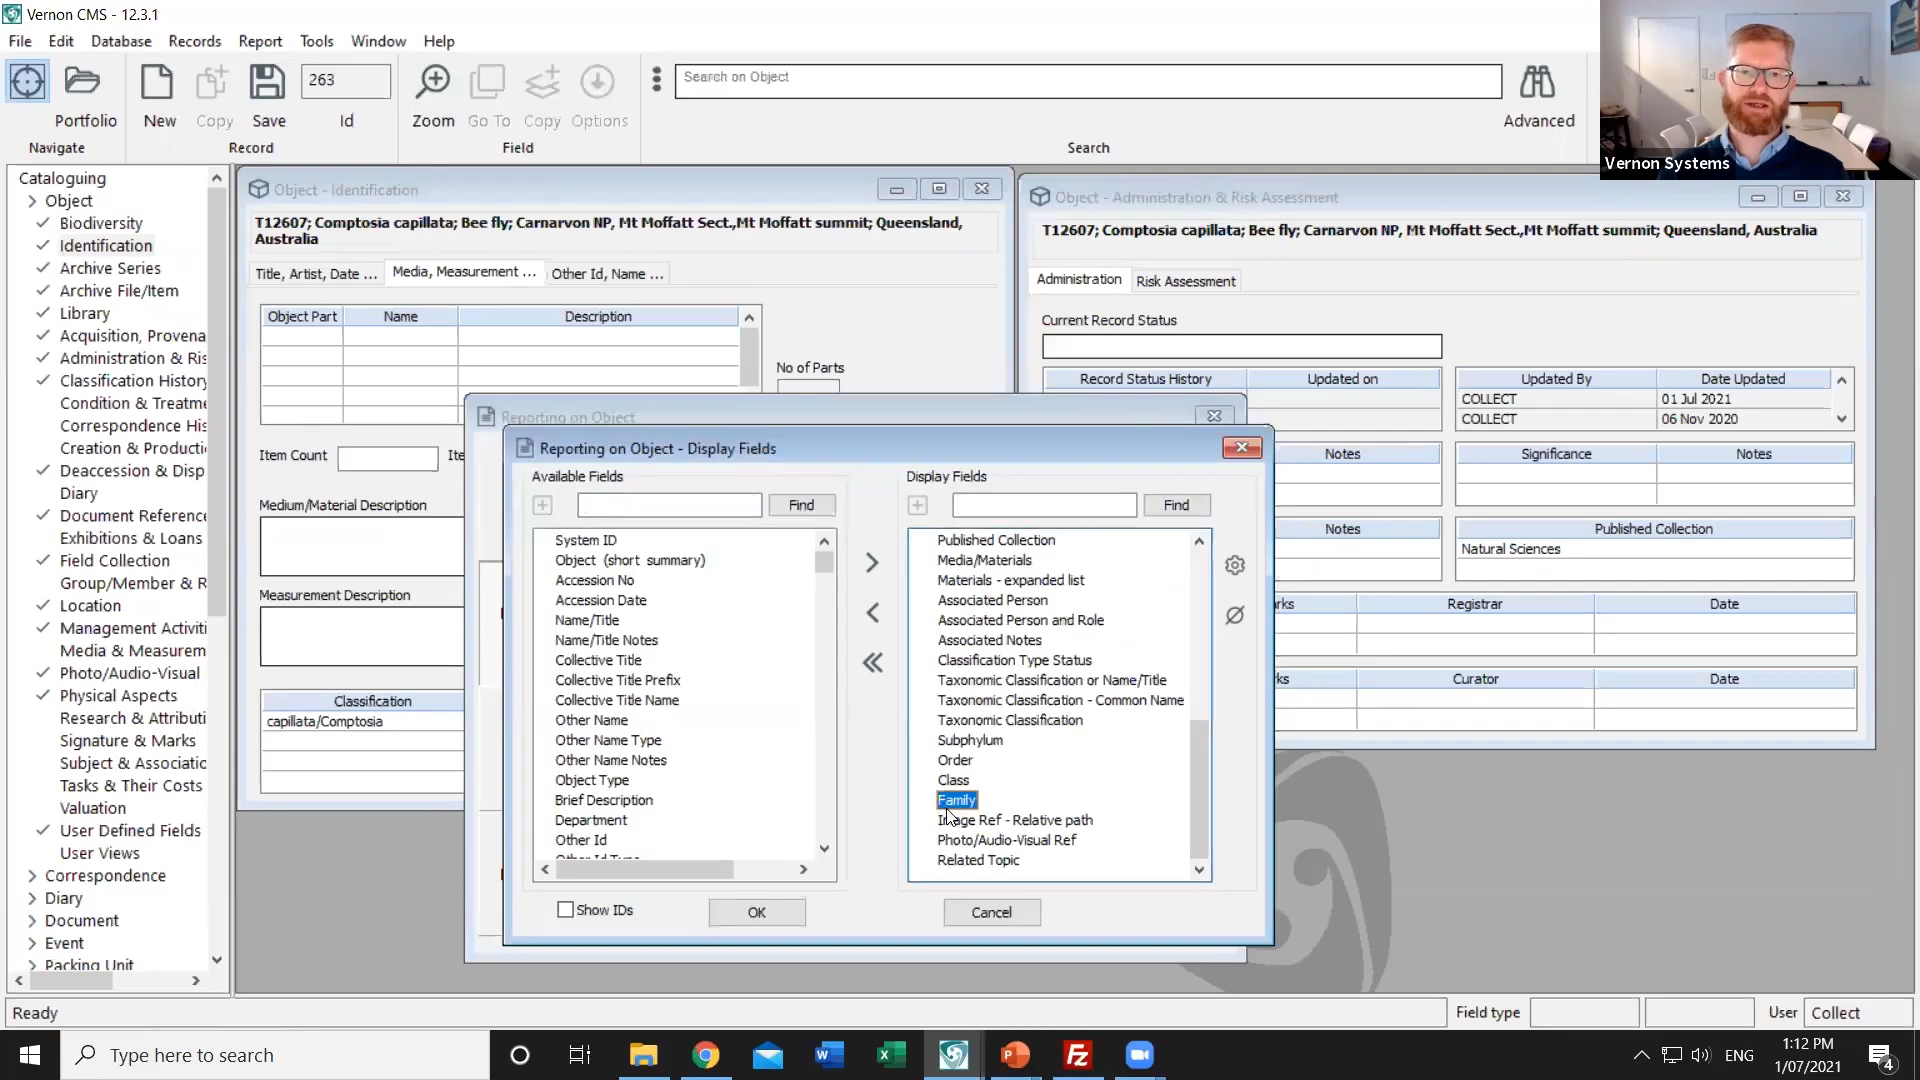 Vernon CMS - 12.3.1
File Edit Database Records Report Tools Window Help
263
Search on Object
Portfolio New Copy Save Id Zoom Go To Copy Options Advanced
Navigate Record Field Search
Vernon Systems
Cataloguing
Object
Biodiversity
Identification
Archive Series
Archive File/Item
Library
Acquisition, Provena
Administration & Ris
Classification History
Condition & Treatme
Correspondence His
Creation & Producti
Deaccession & Disp
Diary
Document Reference
Exhibitions & Loans
Field Collection
Group/Member & R
Location
Management Activiti
Media & Measurem
Photo/Audio-Visual
Physical Aspects
Research & Attributi
Signature & Marks
Subject & Associatio
Tasks & Their Costs
Valuation
User Defined Fields
User Views
Correspondence
Diary
Document
Event
Packing Unit
Object - Identification
T12607; Comptosia capillata; Bee fly; Carnarvon NP, Mt Moffatt Sect.,Mt Moffatt summit; Queensland,
Australia
Title, Artist, Date ... Media, Measurement ... Other Id, Name ...
Object Part Name Description
No of Parts
Item Count Ite
Medium/Material Description
Measurement Description
Classification
capillata/Comptosia
Object - Administration & Risk Assessment
T12607; Comptosia capillata; Bee fly; Carnarvon NP, Mt Moffatt Sect.,Mt Moffatt summit; Queensland, Australia
Administration Risk Assessment
Current Record Status
Record Status History Updated on Updated By Date Updated
COLLECT 01 Jul 2021
COLLECT 06 Nov 2020
Notes Significance Notes
Notes Published Collection
Natural Sciences
rks Registrar Date
ks Curator Date
Reporting on Object
Reporting on Object - Display Fields
Available Fields
Find
System ID
Object (short summary)
Accession No
Accession Date
Name/Title
Name/Title Notes
Collective Title
Collective Title Prefix
Collective Title Name
Other Name
Other Name Type
Other Name Notes
Object Type
Brief Description
Department
Other Id
Other Id Type
Display Fields
Find
Published Collection
Media/Materials
Materials - expanded list
Associated Person
Associated Person and Role
Associated Notes
Classification Type Status
Taxonomic Classification or Name/Title
Taxonomic Classification - Common Name
Taxonomic Classification
Subphylum
Order
Class
Family
Image Ref - Relative path
Photo/Audio-Visual Ref
Related Topic
Show IDs OK Cancel
Ready Field type User Collect
Type here to search
ENG
1:12 PM
1/07/2021
4